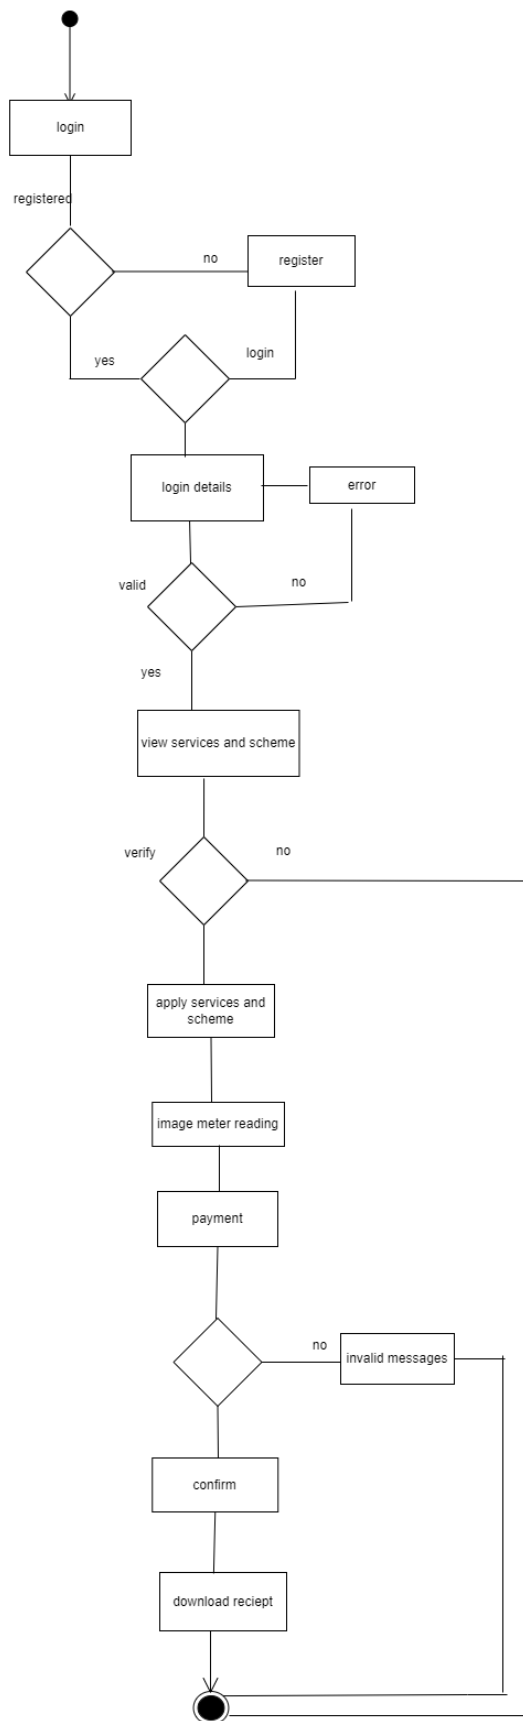 login
registered
no
register
yes
login
login details
error
valid
no
yes
view services and scheme
verify
no
apply services and
scheme
image meter reading
payment
no
invalid messages
confirm
download reciept